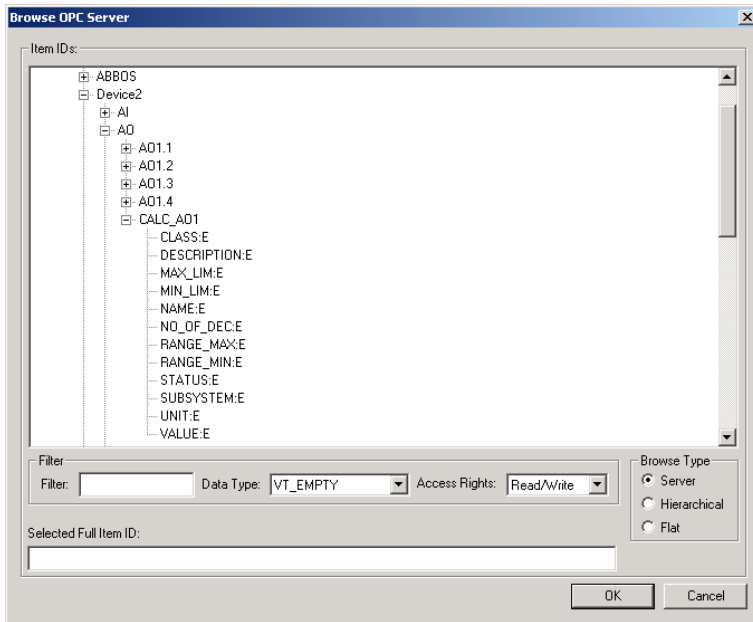 Browse OPC Server
Item IDs:
ABBOS
Device2
AI
AO
AO1.1
AO1.2
AO1.3
AO1.4
CALC_AO1
CLASS:E
DESCRIPTION:E
MAX_LIM:E
MIN_LIM:E
NAME:E
NO_OF_DEC:E
RANGE_MAX:E
RANGE_MIN:E
STATUS:E
SUBSYSTEM:E
UNIT:E
VALUE:E
Filter
Filter: Data Type: VT_EMPTY Access Rights: Read/Write
Browse Type
Server
Hierarchical
Flat
Selected Full Item ID:
OK Cancel